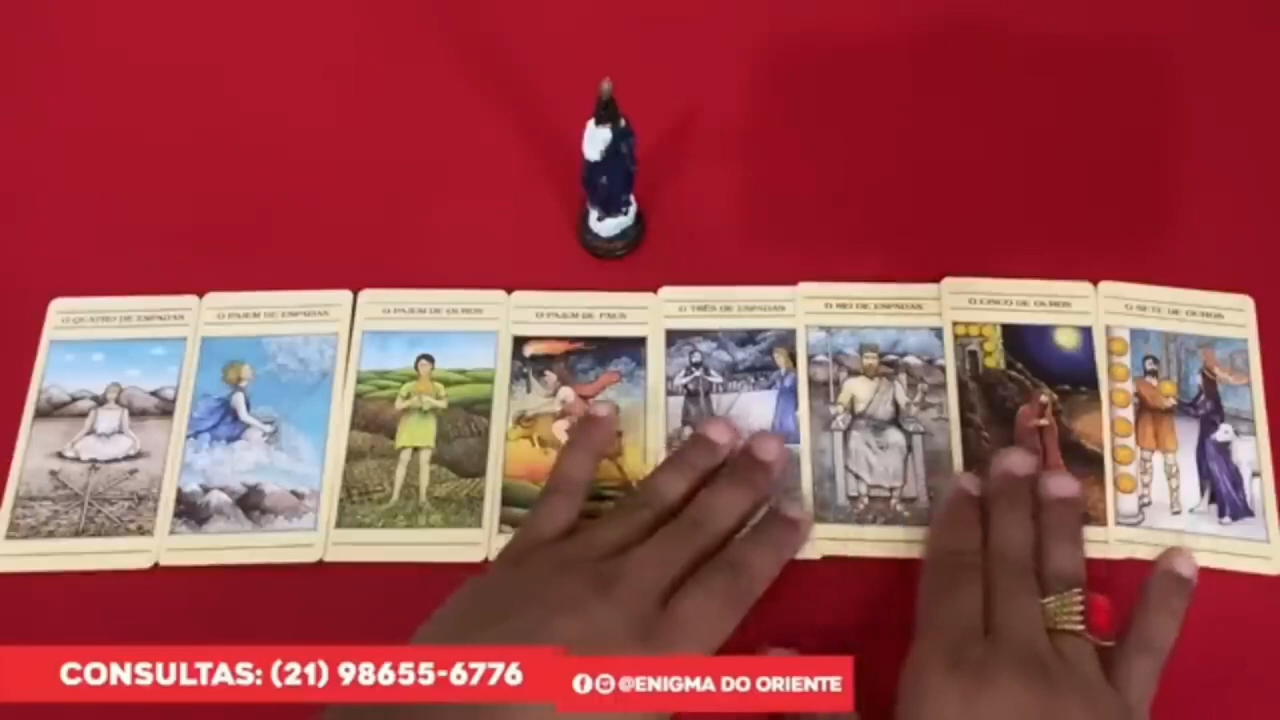 O QUATRO DE ESPADAS
O PAJEM DE ESPADAS
O PAJEM DE OUROS
O PAJEM DE PAUS
O TRÊS DE ESPADAS
O REI DE ESPADAS
O CINCO DE OUROS
O SETE DE OUROS
CONSULTAS: (21) 98655-6776
@ENIGMA DO ORIENTE